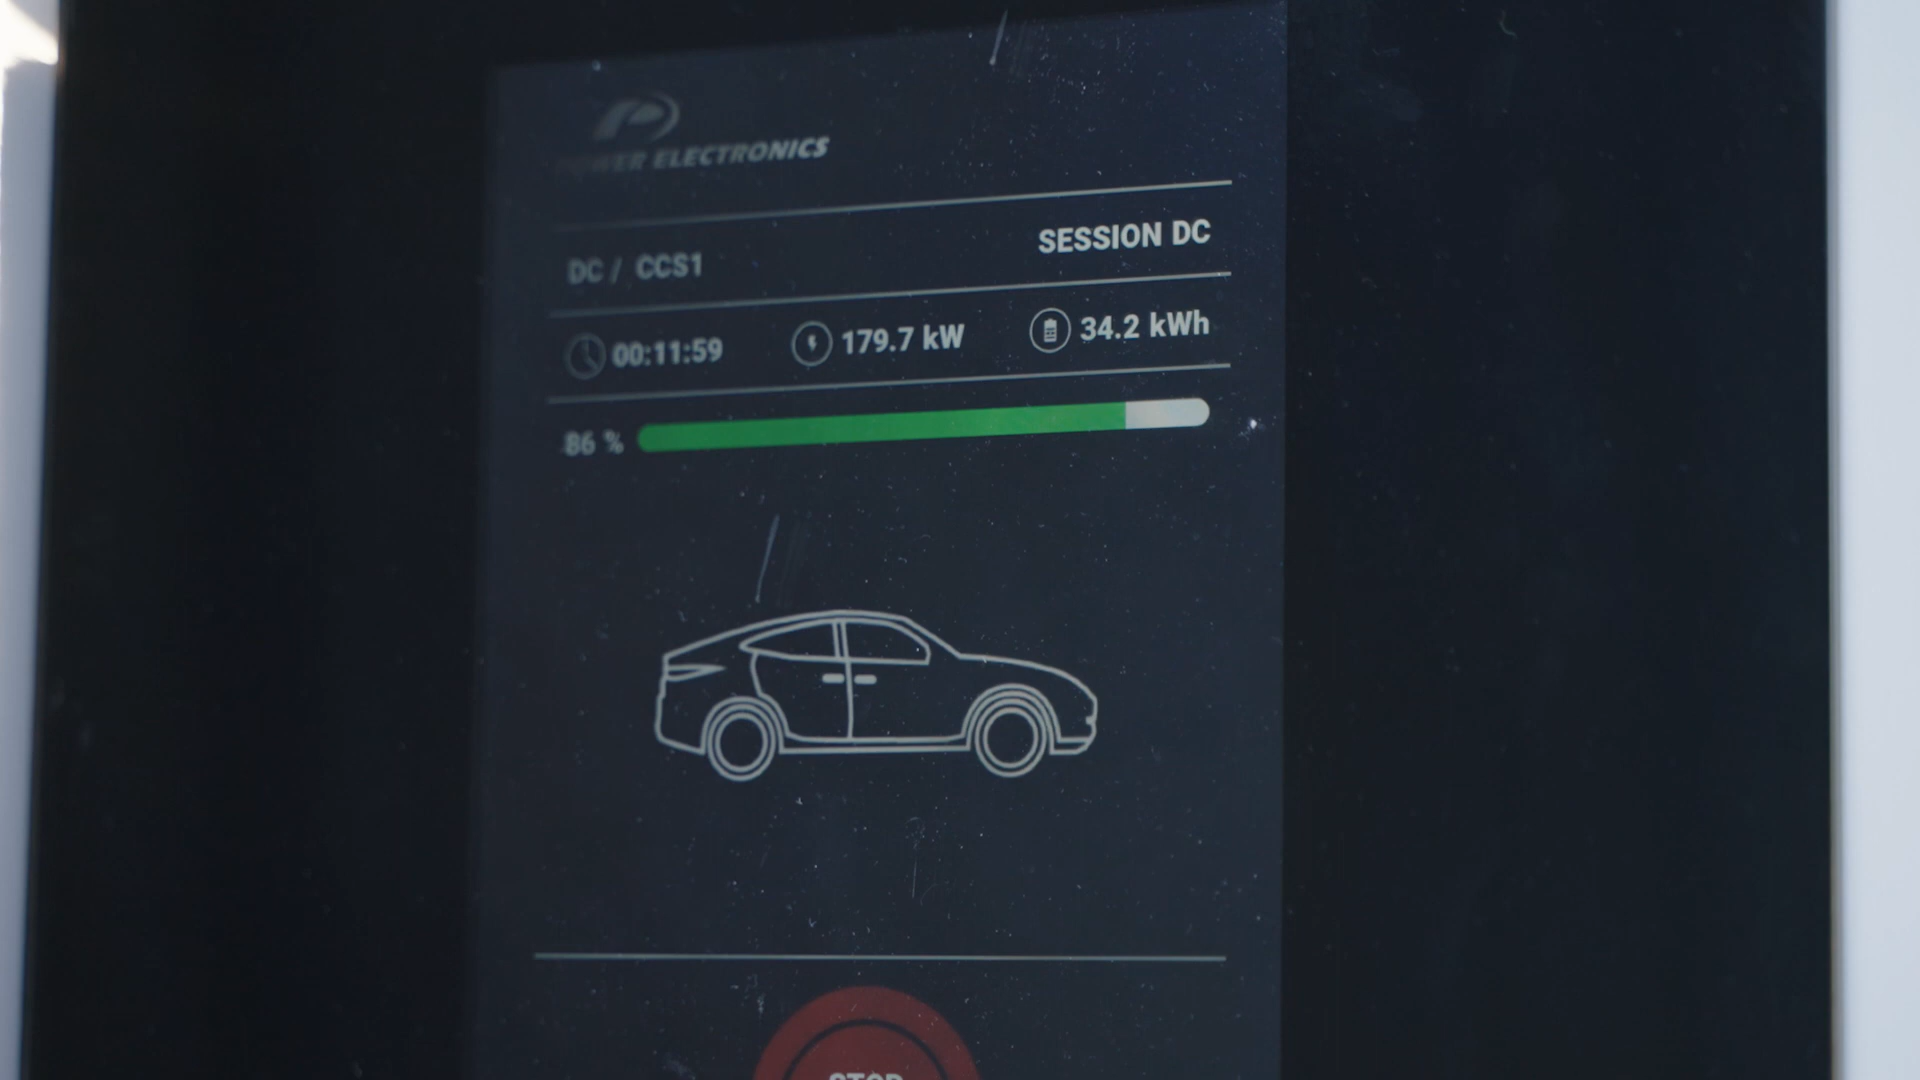 POWER ELECTRONICS
DC / CCS1
SESSION DC
00:11:59 179.7 kW 34.2 kWh
86 %
STOP